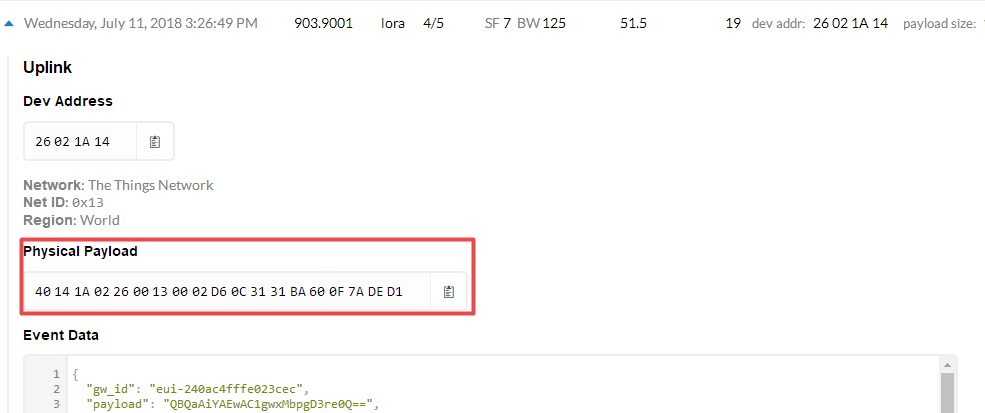 Wednesday, July 11, 2018 3:26:49 PM 903.9001 lora 4/5 SF 7 BW 125 51.5 19 dev addr: 26 02 1A 14 payload size:
Uplink
Dev Address
26 02 1A 14
Network: The Things Network
Net ID: 0x13
Region: World
Physical Payload
40 14 1A 02 26 00 13 00 02 D6 0C 31 31 BA 60 0F 7A DE D1
Event Data
1 {
2 "gw_id": "eui-240ac4fffe023cec",
3 "payload": "QBQaAiYAEwAC1gwxMbpgD3re0Q==",